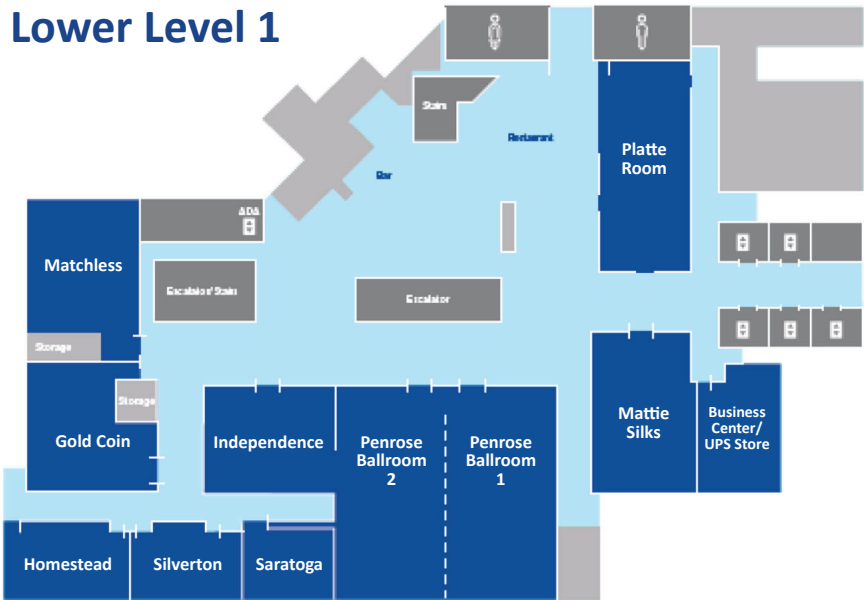 Lower Level 1
Stairs
Restaurant
Bar
Platte
Room
ADA
Matchless
Escalator/Stair
Escalator
Storage
Storage
Gold Coin
Independence
Penrose
Ballroom
2
Penrose
Ballroom
1
Mattie
Silks
Business
Center/
UPS Store
Homestead
Silverton
Saratoga